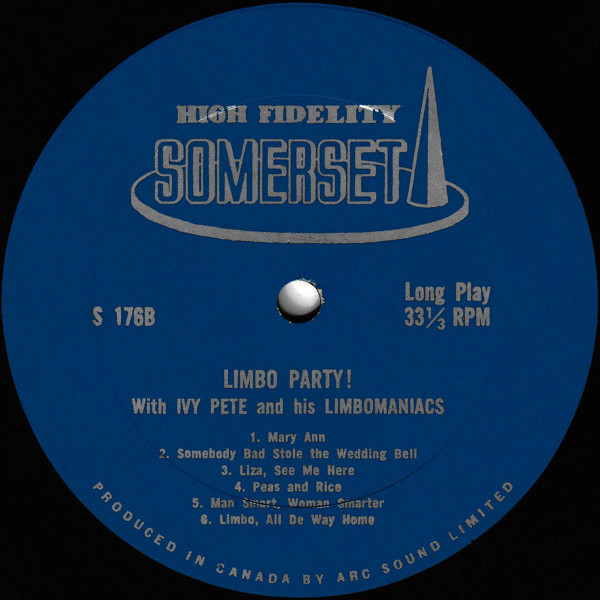 HIGH FIDELITY
SOMERSET
S 176B
Long Play
33⅓ RPM
LIMBO PARTY!
With IVY PETE and his LIMBOMANIACS
1. Mary Ann
2. Somebody Bad Stole the Wedding Bell
3. Liza, See Me Here
4. Peas and Rice
5. Man Smart, Woman Smarter
6. Limbo, All De Way Home
PRODUCED IN CANADA BY ARC SOUND LIMITED